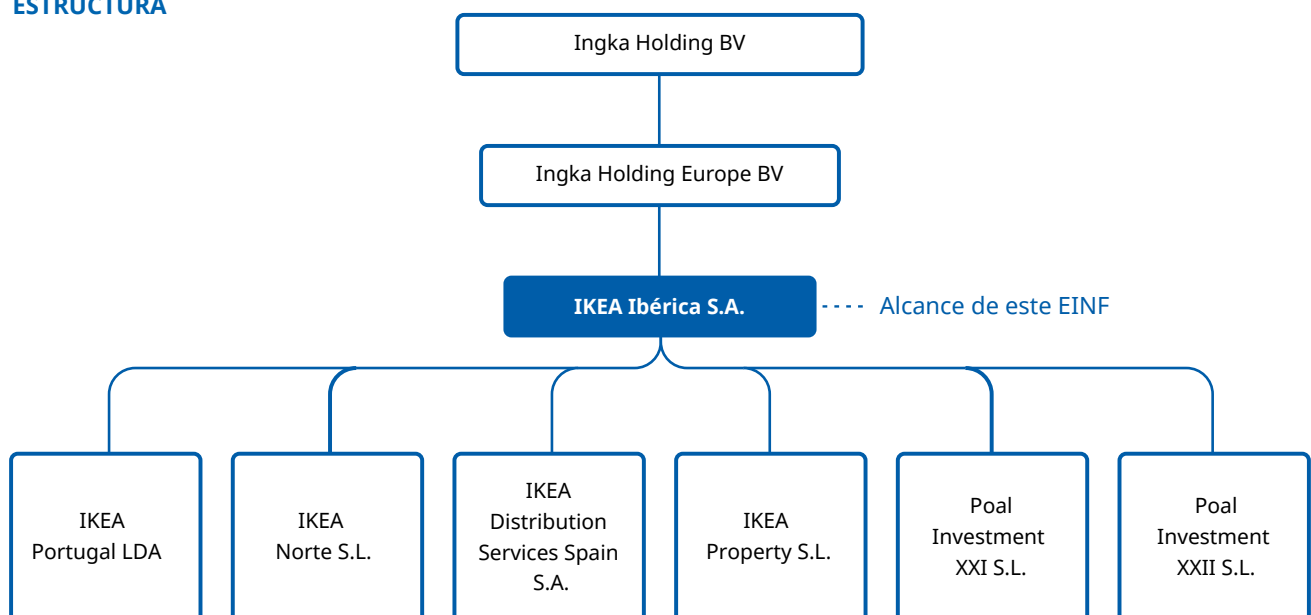 ESTRUCTURA
Ingka Holding BV
Ingka Holding Europe BV
IKEA Ibérica S.A.
Alcance de este EINF
IKEA
Portugal LDA
IKEA
Norte S.L.
IKEA
Distribution
Services Spain
S.A.
IKEA
Property S.L.
Poal
Investment
XXI S.L.
Poal
Investment
XXII S.L.